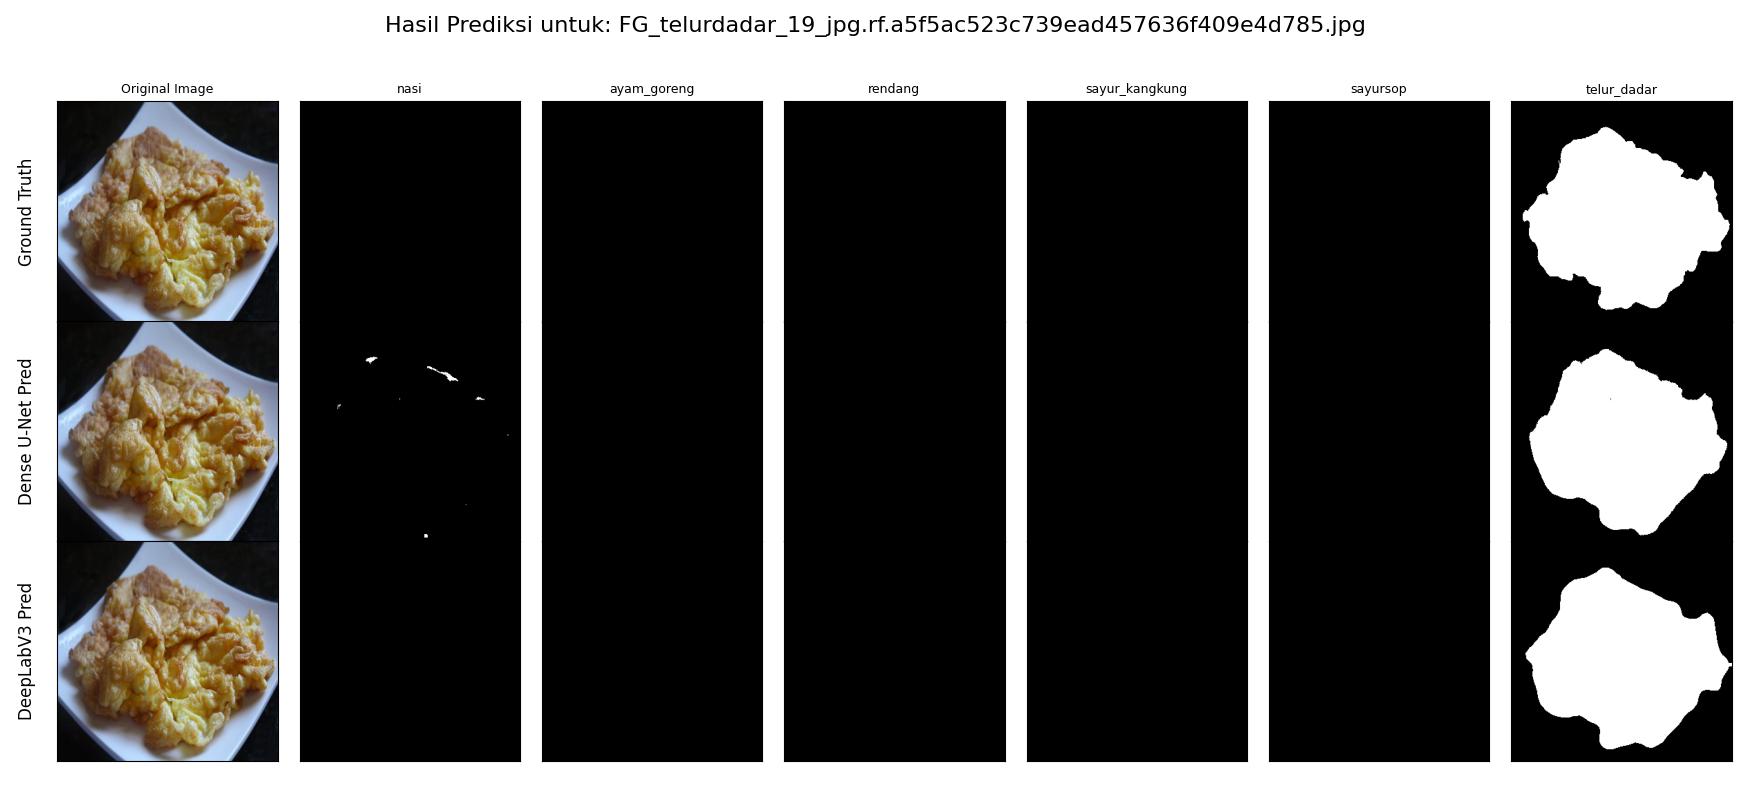 Hasil Prediksi untuk: FG_telurdadar_19_jpg.rf.a5f5ac523c739ead457636f409e4d785.jpg
Original Image
nasi
ayam_goreng
rendang
sayur_kangkung
sayursop
telur_dadar
Ground Truth
Dense U-Net Pred
DeepLabV3 Pred